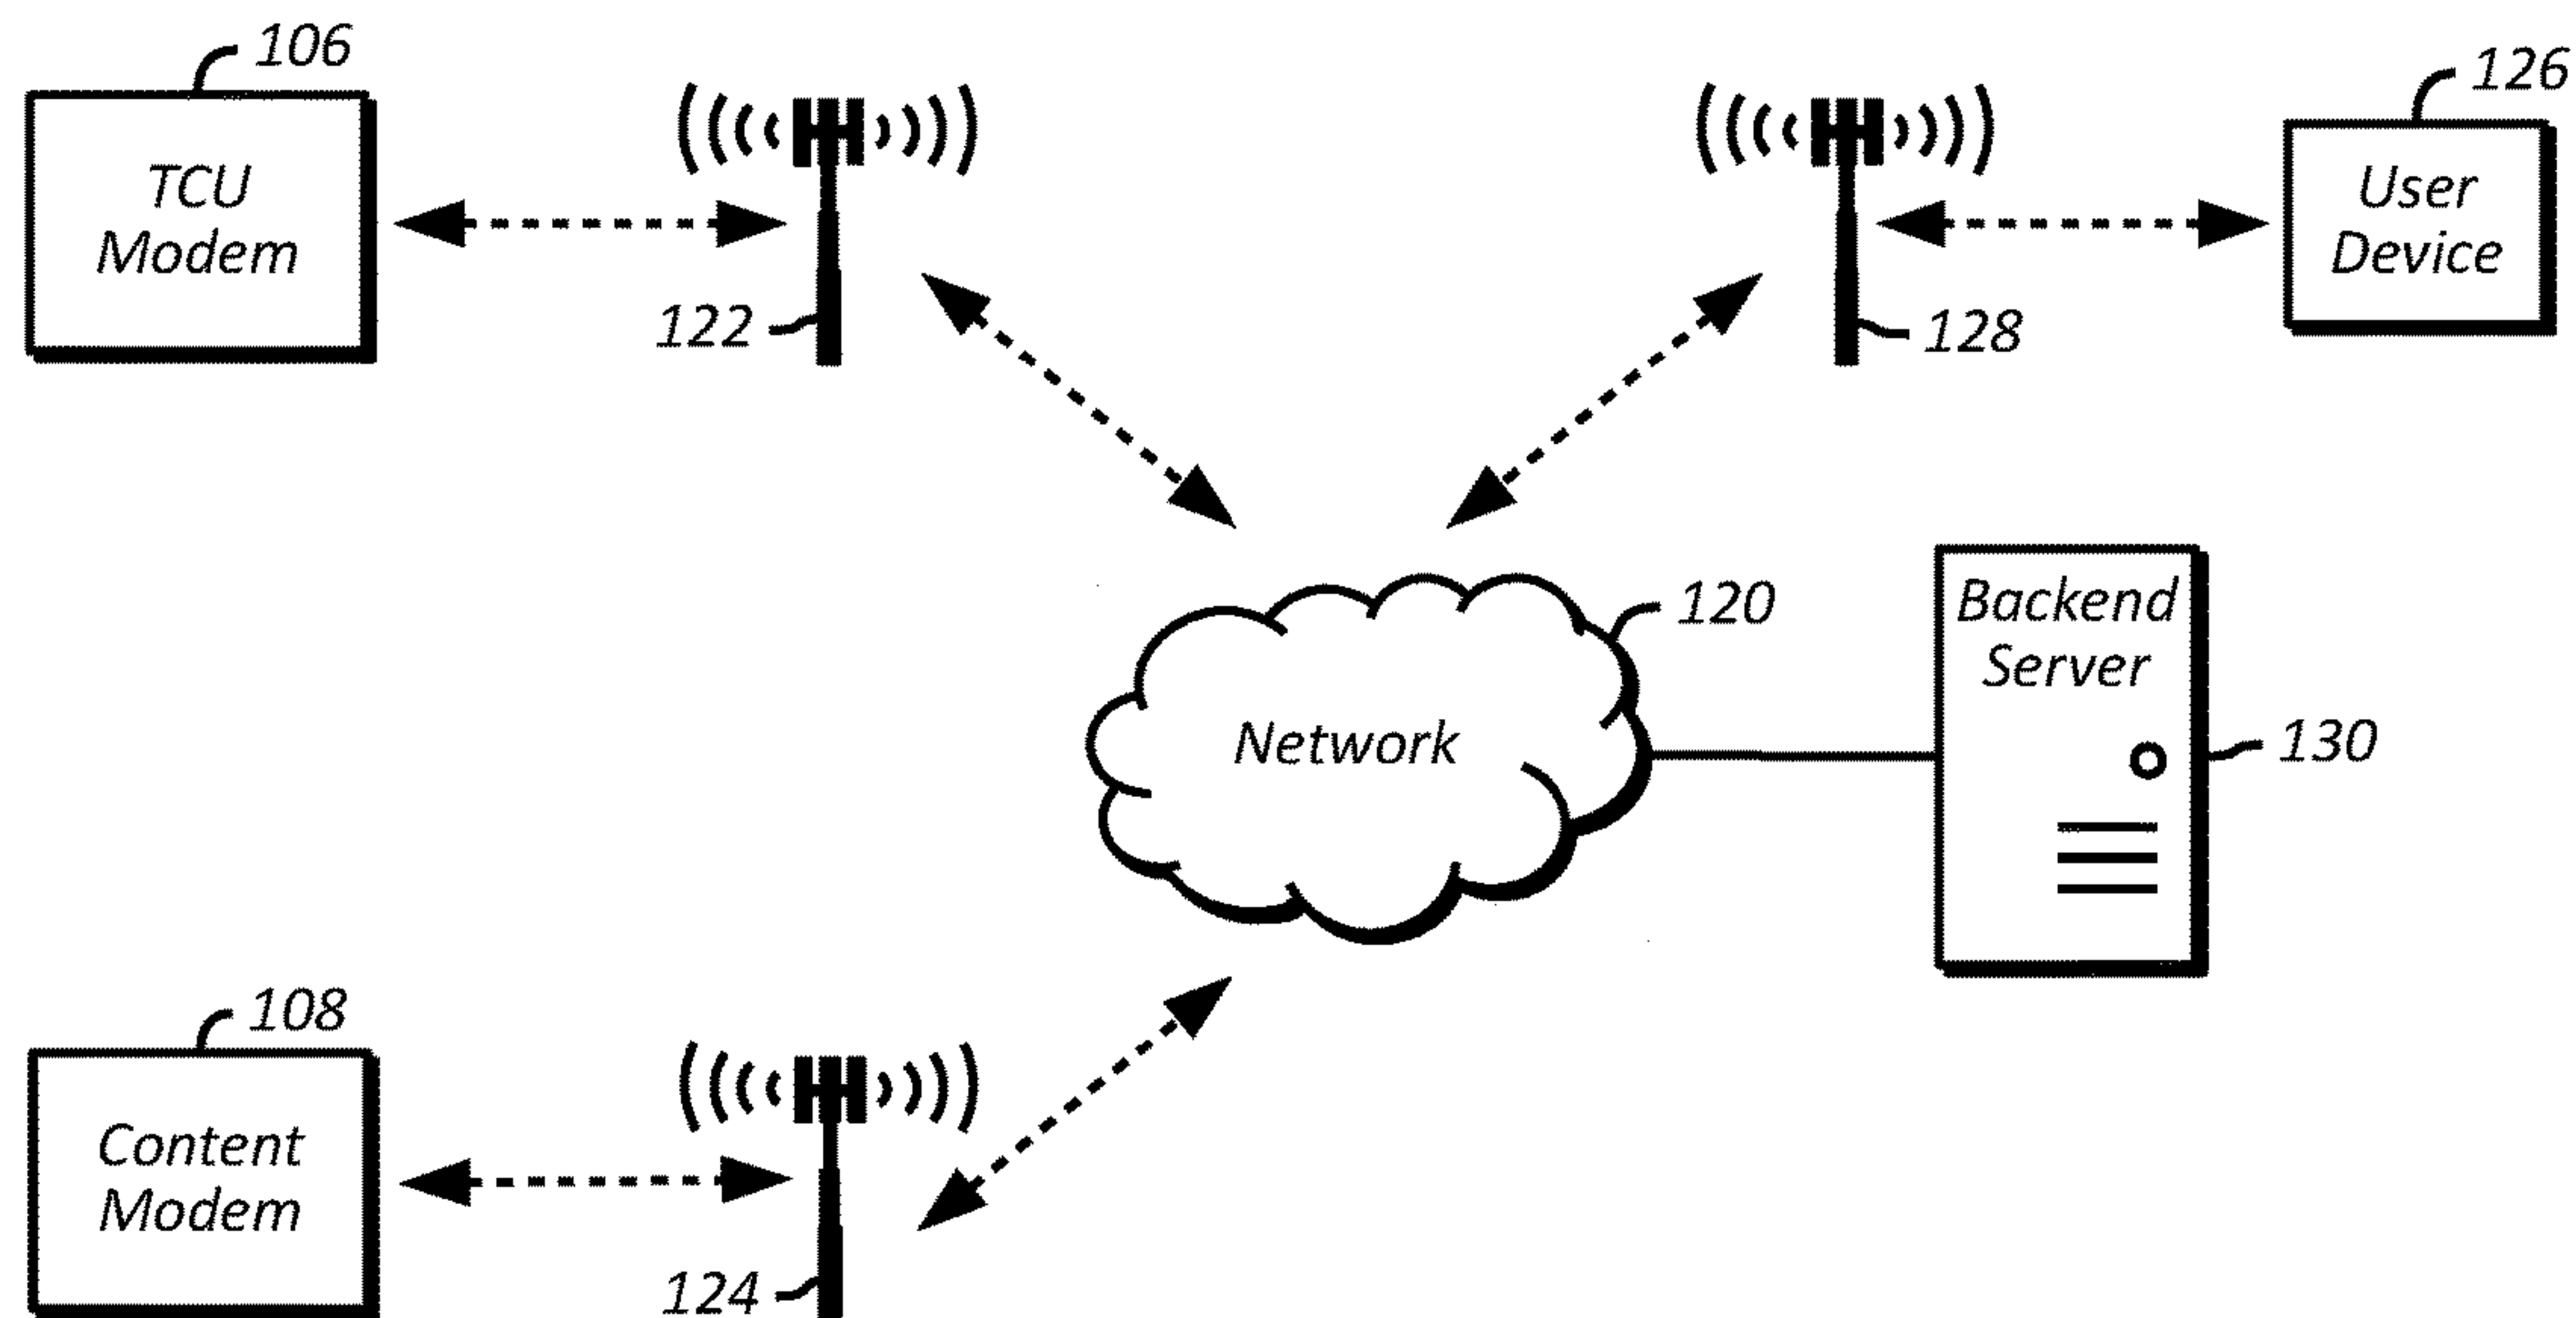 106
126
TCU
Modem
User
Device
122
128
120
Backend
Server
Network
130
108
Content
Modem
124